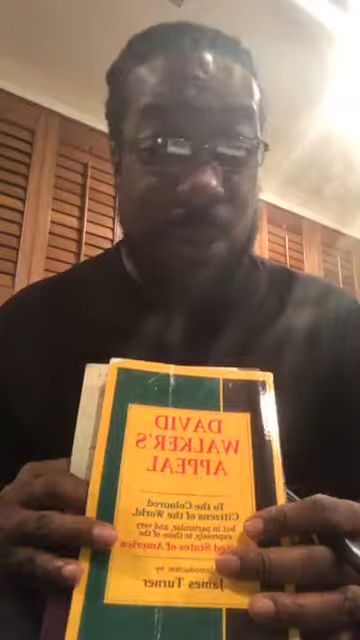 DAVID
WALKER'S
APPEAL
To the Coloured
Citizens of the World,
but in particular, and very
expressly to those of the
United States of America
Introduction by
James Turner